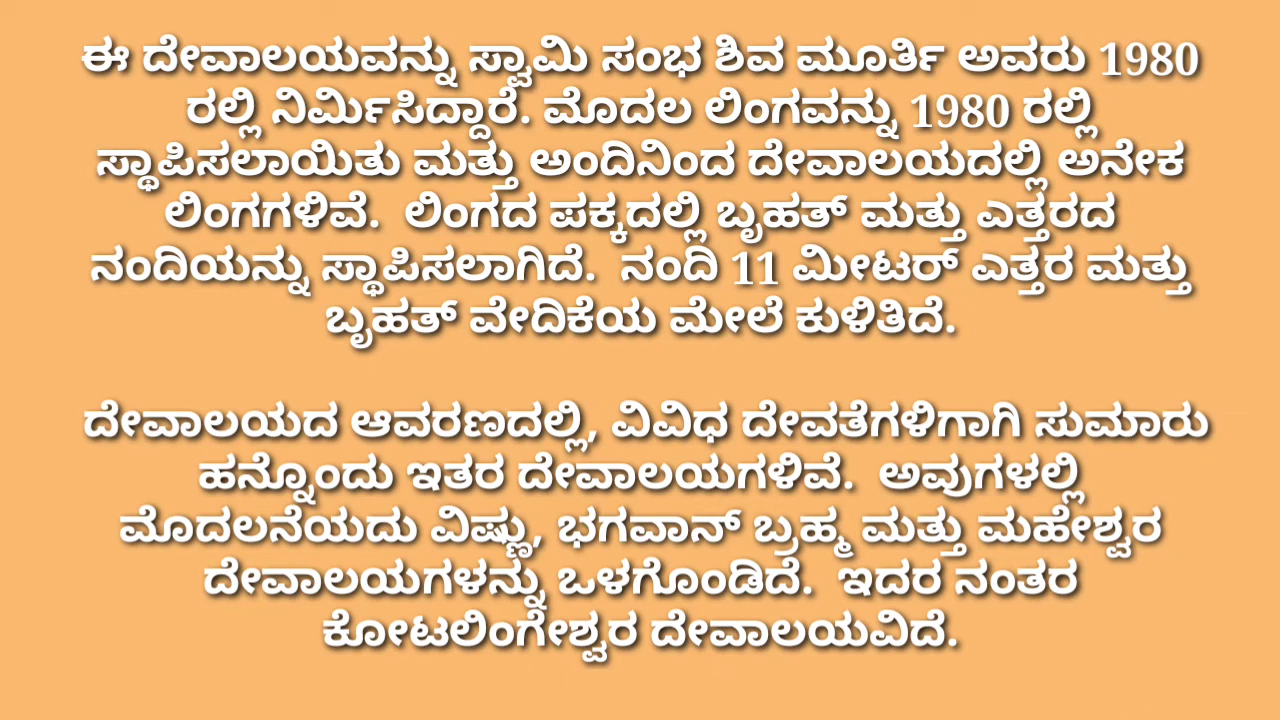 ಈ ದೇವಾಲಯವನ್ನು ಸ್ವಾಮಿ ಸಂಭ ಶಿವ ಮೂರ್ತಿ ಅವರು 1980
ರಲ್ಲಿ ನಿರ್ಮಿಸಿದ್ದಾರೆ. ಮೊದಲ ಲಿಂಗವನ್ನು 1980 ರಲ್ಲಿ
ಸ್ಥಾಪಿಸಲಾಯಿತು ಮತ್ತು ಅಂದಿನಿಂದ ದೇವಾಲಯದಲ್ಲಿ ಅನೇಕ
ಲಿಂಗಗಳಿವೆ. ಲಿಂಗದ ಪಕ್ಕದಲ್ಲಿ ಬೃಹತ್ ಮತ್ತು ಎತ್ತರದ
ನಂದಿಯನ್ನು ಸ್ಥಾಪಿಸಲಾಗಿದೆ. ನಂದಿ 11 ಮೀಟರ್ ಎತ್ತರ ಮತ್ತು
ಬೃಹತ್ ವೇದಿಕೆಯ ಮೇಲೆ ಕುಳಿತಿದೆ.
ದೇವಾಲಯದ ಆವರಣದಲ್ಲಿ, ವಿವಿಧ ದೇವತೆಗಳಿಗಾಗಿ ಸುಮಾರು
ಹನ್ನೊಂದು ಇತರ ದೇವಾಲಯಗಳಿವೆ. ಅವುಗಳಲ್ಲಿ
ಮೊದಲನೆಯದು ವಿಷ್ಣು, ಭಗವಾನ್ ಬ್ರಹ್ಮ ಮತ್ತು ಮಹೇಶ್ವರ
ದೇವಾಲಯಗಳನ್ನು ಒಳಗೊಂಡಿದೆ. ಇದರ ನಂತರ
ಕೋಟಲಿಂಗೇಶ್ವರ ದೇವಾಲಯವಿದೆ.